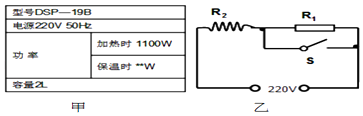 型号DSP—19B
电源220V 50Hz
功 率
加热时 1100W
保温时 **W
容量2L
甲
R₂
R₁
S
220V
乙